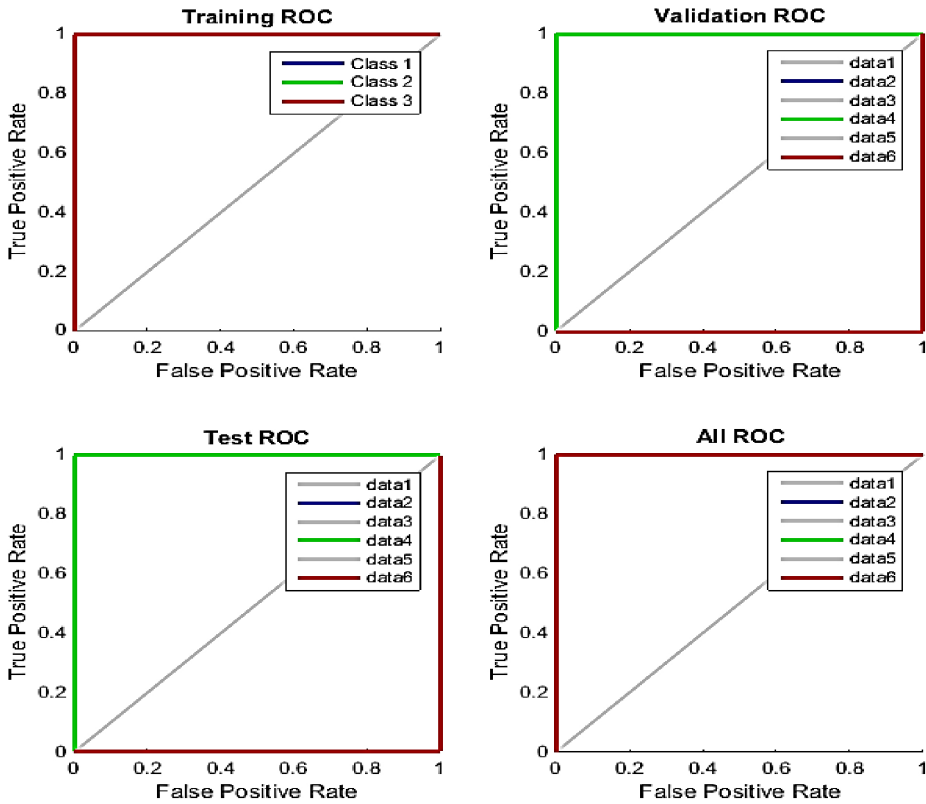 Training ROC
True Positive Rate
1
0.8
0.6
0.4
0.2
0
Class 1
Class 2
Class 3
0 0.2 0.4 0.6 0.8 1
False Positive Rate
Validation ROC
True Positive Rate
1
0.8
0.6
0.4
0.2
0
data1
data2
data3
data4
data5
data6
0 0.2 0.4 0.6 0.8 1
False Positive Rate
Test ROC
True Positive Rate
1
0.8
0.6
0.4
0.2
0
data1
data2
data3
data4
data5
data6
0 0.2 0.4 0.6 0.8 1
False Positive Rate
All ROC
True Positive Rate
1
0.8
0.6
0.4
0.2
0
data1
data2
data3
data4
data5
data6
0 0.2 0.4 0.6 0.8 1
False Positive Rate